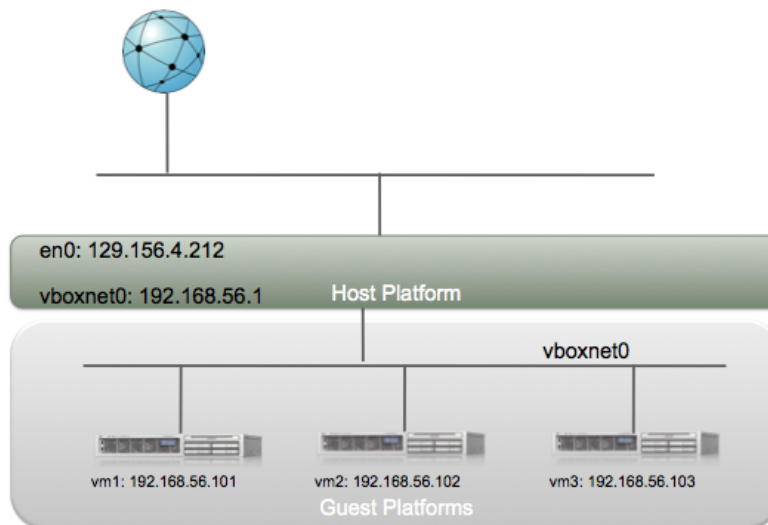 en0: 129.156.4.212
vboxnet0: 192.168.56.1
Host Platform
vboxnet0
vm1: 192.168.56.101
vm2: 192.168.56.102
vm3: 192.168.56.103
Guest Platforms